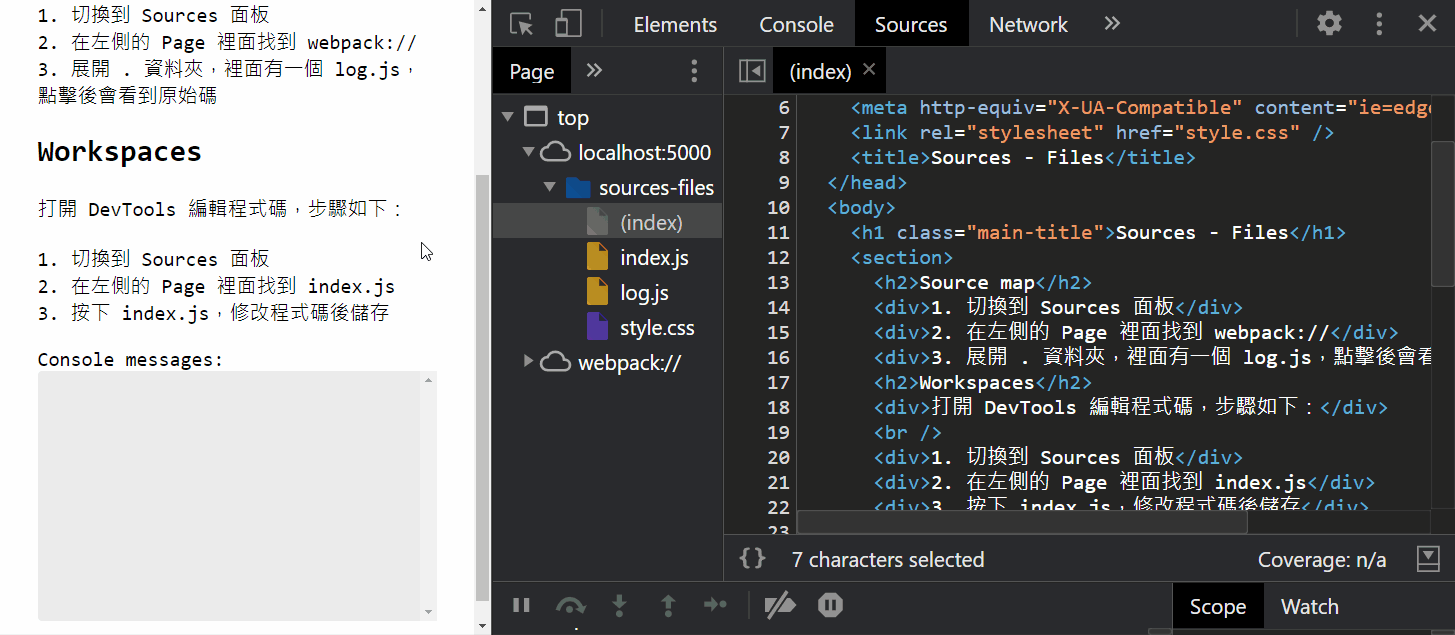 1. 切換到 Sources 面板
2. 在左側的 Page 裡面找到 webpack://
3. 展開 . 資料夾，裡面有一個 log.js，
點擊後會看到原始碼
Workspaces
打開 DevTools 編輯程式碼，步驟如下：
1. 切換到 Sources 面板
2. 在左側的 Page 裡面找到 index.js
3. 按下 index.js，修改程式碼後儲存
Console messages:
Elements Console Sources Network
Page
top
localhost:5000
sources-files
(index)
index.js
log.js
style.css
webpack://
(index)
6 <meta http-equiv="X-UA-Compatible" content="ie=edge
7 <link rel="stylesheet" href="style.css" />
8 <title>Sources - Files</title>
9 </head>
10 <body>
11 <h1 class="main-title">Sources - Files</h1>
12 <section>
13 <h2>Source map</h2>
14 <div>1. 切換到 Sources 面板</div>
15 <div>2. 在左側的 Page 裡面找到 webpack://</div>
16 <div>3. 展開 . 資料夾，裡面有一個 log.js，點擊後會看
17 <h2>Workspaces</h2>
18 <div>打開 DevTools 編輯程式碼，步驟如下：</div>
19 <br />
20 <div>1. 切換到 Sources 面板</div>
21 <div>2. 在左側的 Page 裡面找到 index.js</div>
22 <div>3. 按下 index.js，修改程式碼後儲存</div>
23
{} 7 characters selected Coverage: n/a
Scope Watch